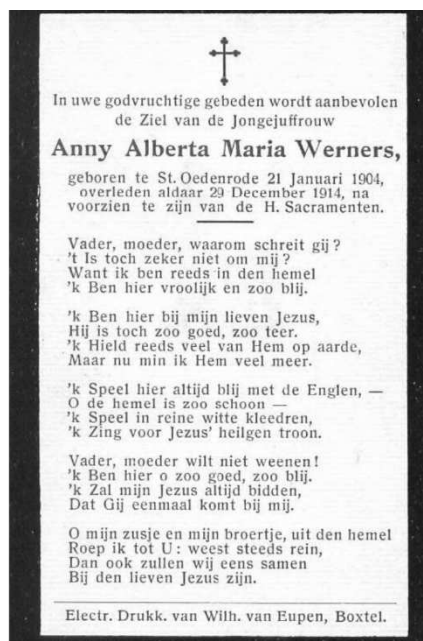 In uwe godvruchtige gebeden wordt aanbevolen
de Ziel van de Jongejuffrouw
Anny Alberta Maria Werners,
geboren te St. Oedenrode 21 Januari 1904,
overleden aldaar 29 December 1914, na
voorzien te zijn van de H. Sacramenten.
Vader, moeder, waarom schreit gij?
't Is toch zeker niet om mij?
Want ik ben reeds in den hemel
'k Ben hier vroolijk en zoo blij.
'k Ben hier bij mijn lieven Jezus,
Hij is toch zoo goed, zoo teer.
'k Hield reeds veel van Hem op aarde,
Maar nu min ik Hem veel meer.
'k Speel hier altijd blij met de Englen, —
O de hemel is zoo schoon —
'k Speel in reine witte kleedren,
'k Zing voor Jezus' heilgen troon.
Vader, moeder wilt niet weenen!
'k Ben hier o zoo goed, zoo blij.
'k Zal mijn Jezus altijd bidden,
Dat Gij eenmaal komt bij mij.
O mijn zusje en mijn broertje, uit den hemel
Roep ik tot U: weest steeds rein,
Dan ook zullen wij eens samen
Bij den lieven Jezus zijn.
Electr. Drukk. van Wilh. van Eupen, Boxtel.